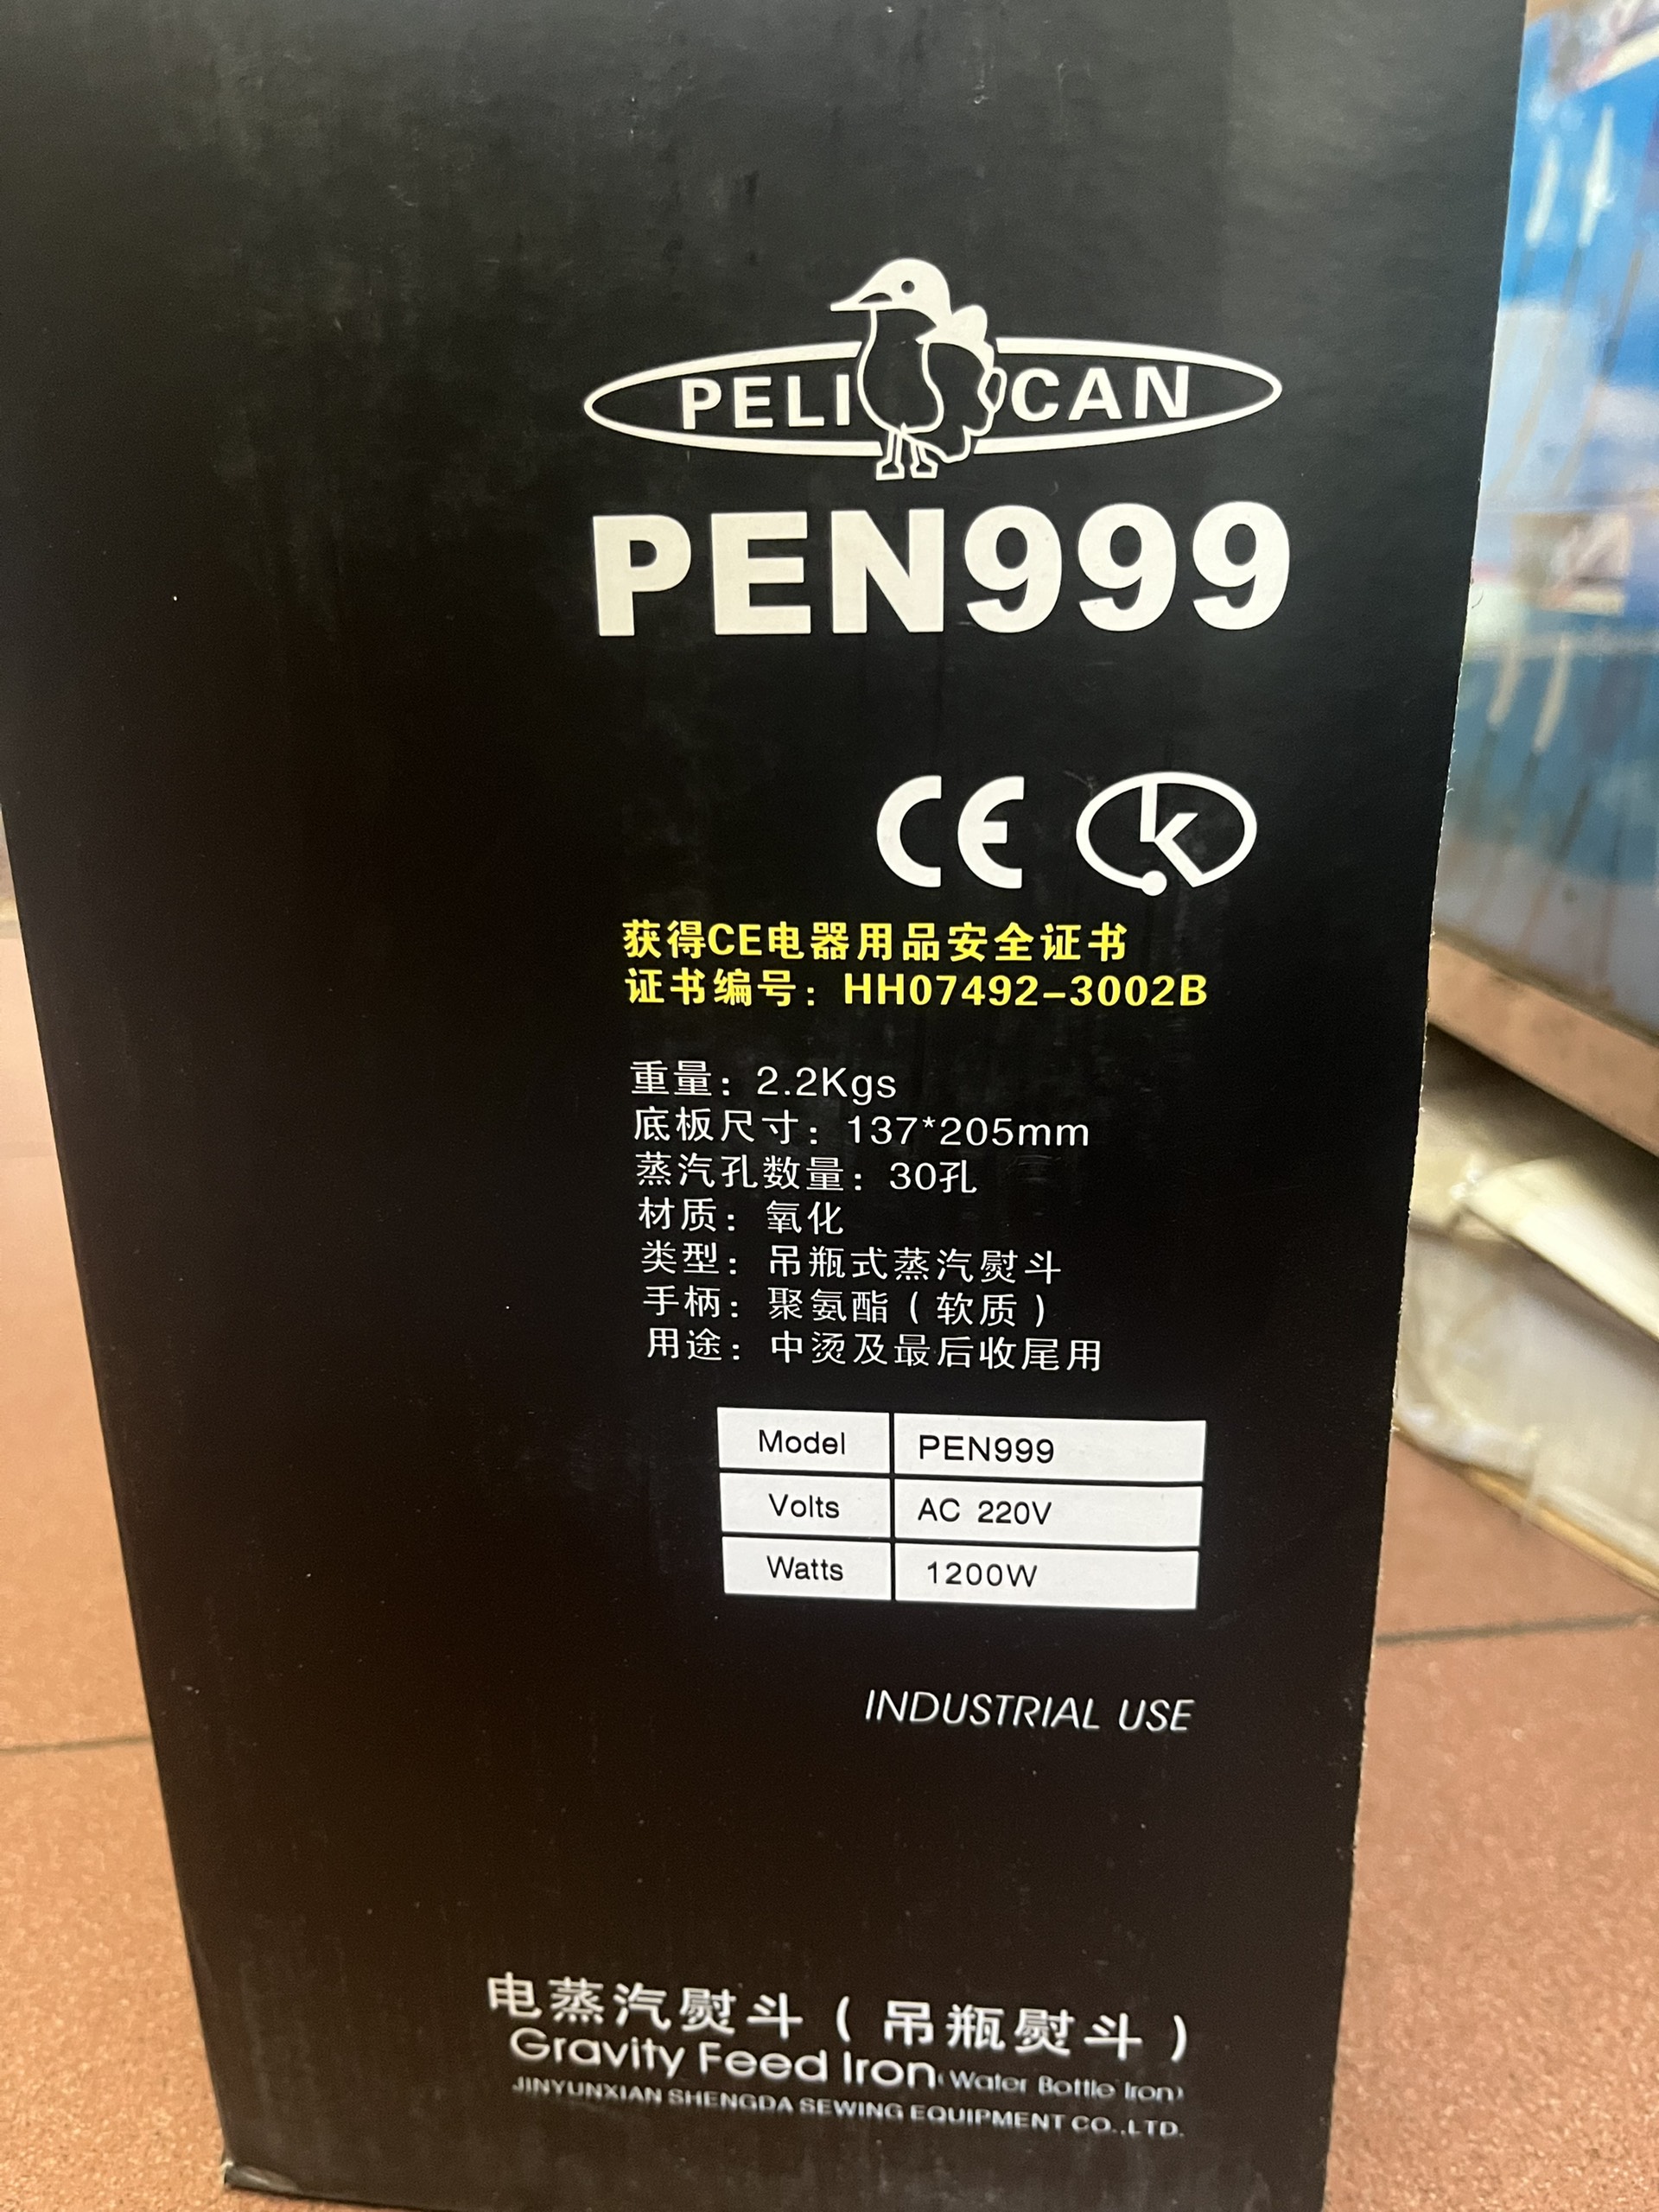 PELICAN
PEN999
CE K
获得CE电器用品安全证书
证书编号：HH07492-3002B
重量：2.2Kgs
底板尺寸：137*205mm
蒸汽孔数量：30孔
材质：氧化
类型：吊瓶式蒸汽熨斗
手柄：聚氨酯（软质）
用途：中烫及最后收尾用
Model PEN999
Volts AC 220V
Watts 1200W
INDUSTRIAL USE
电蒸汽熨斗（吊瓶熨斗）
Gravity Feed Iron（Water Bottle Iron）
JINYUNXIAN SHENGDA SEWING EQUIPMENT CO.,LTD.